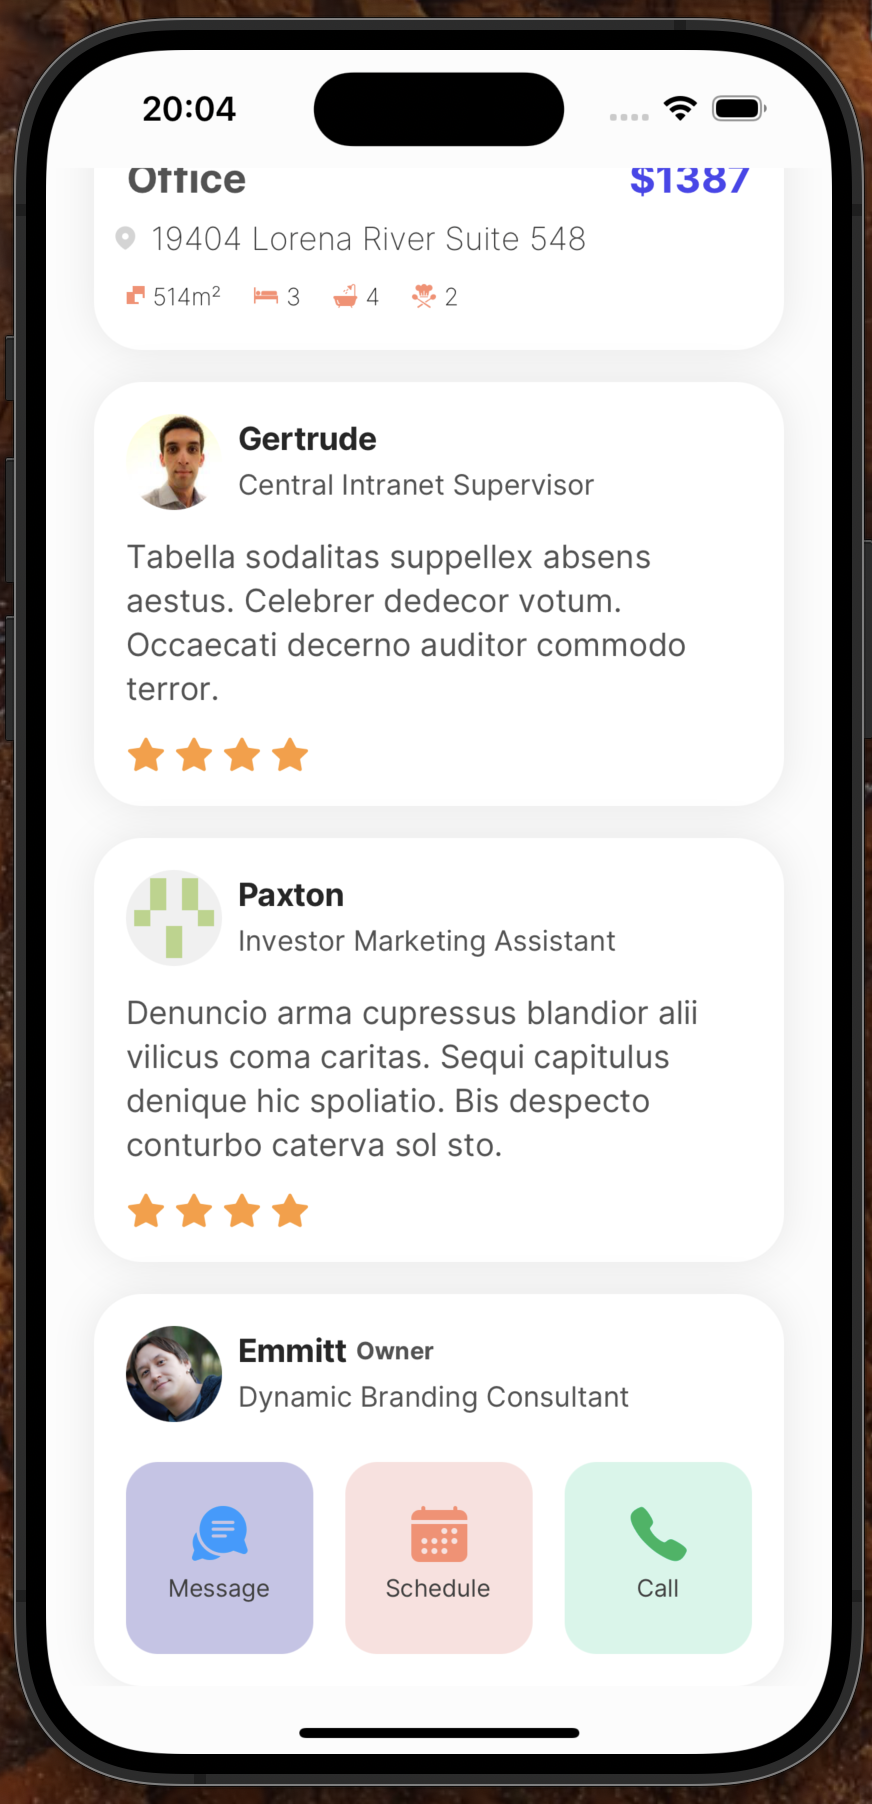 20:04
Office $1387
19404 Lorena River Suite 548
514m² 3 4 2
Gertrude
Central Intranet Supervisor
Tabella sodalitas suppellex absens
aestus. Celebrer dedecor votum.
Occaecati decerno auditor commodo
terror.
Paxton
Investor Marketing Assistant
Denuncio arma cupressus blandior alii
vilicus coma caritas. Sequi capitulus
denique hic spoliatio. Bis despecto
conturbo caterva sol sto.
Emmitt Owner
Dynamic Branding Consultant
Message Schedule Call